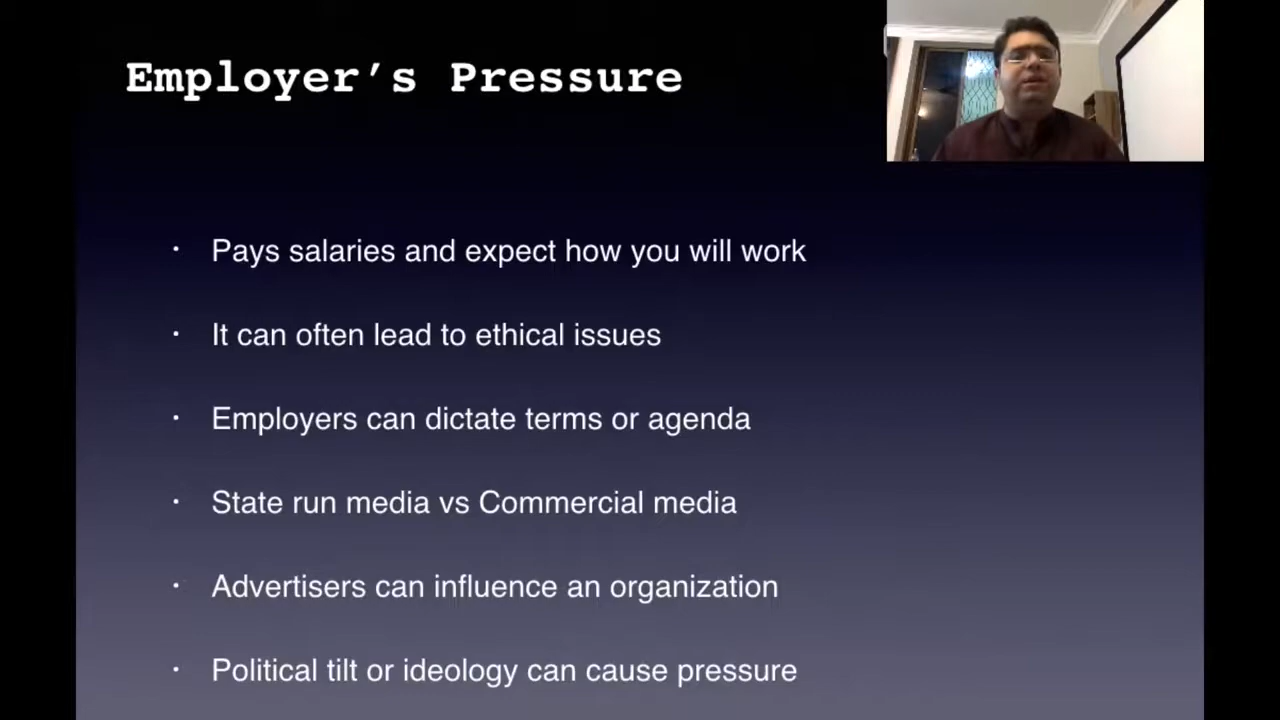 Employer’s Pressure
· Pays salaries and expect how you will work
· It can often lead to ethical issues
· Employers can dictate terms or agenda
· State run media vs Commercial media
· Advertisers can influence an organization
· Political tilt or ideology can cause pressure